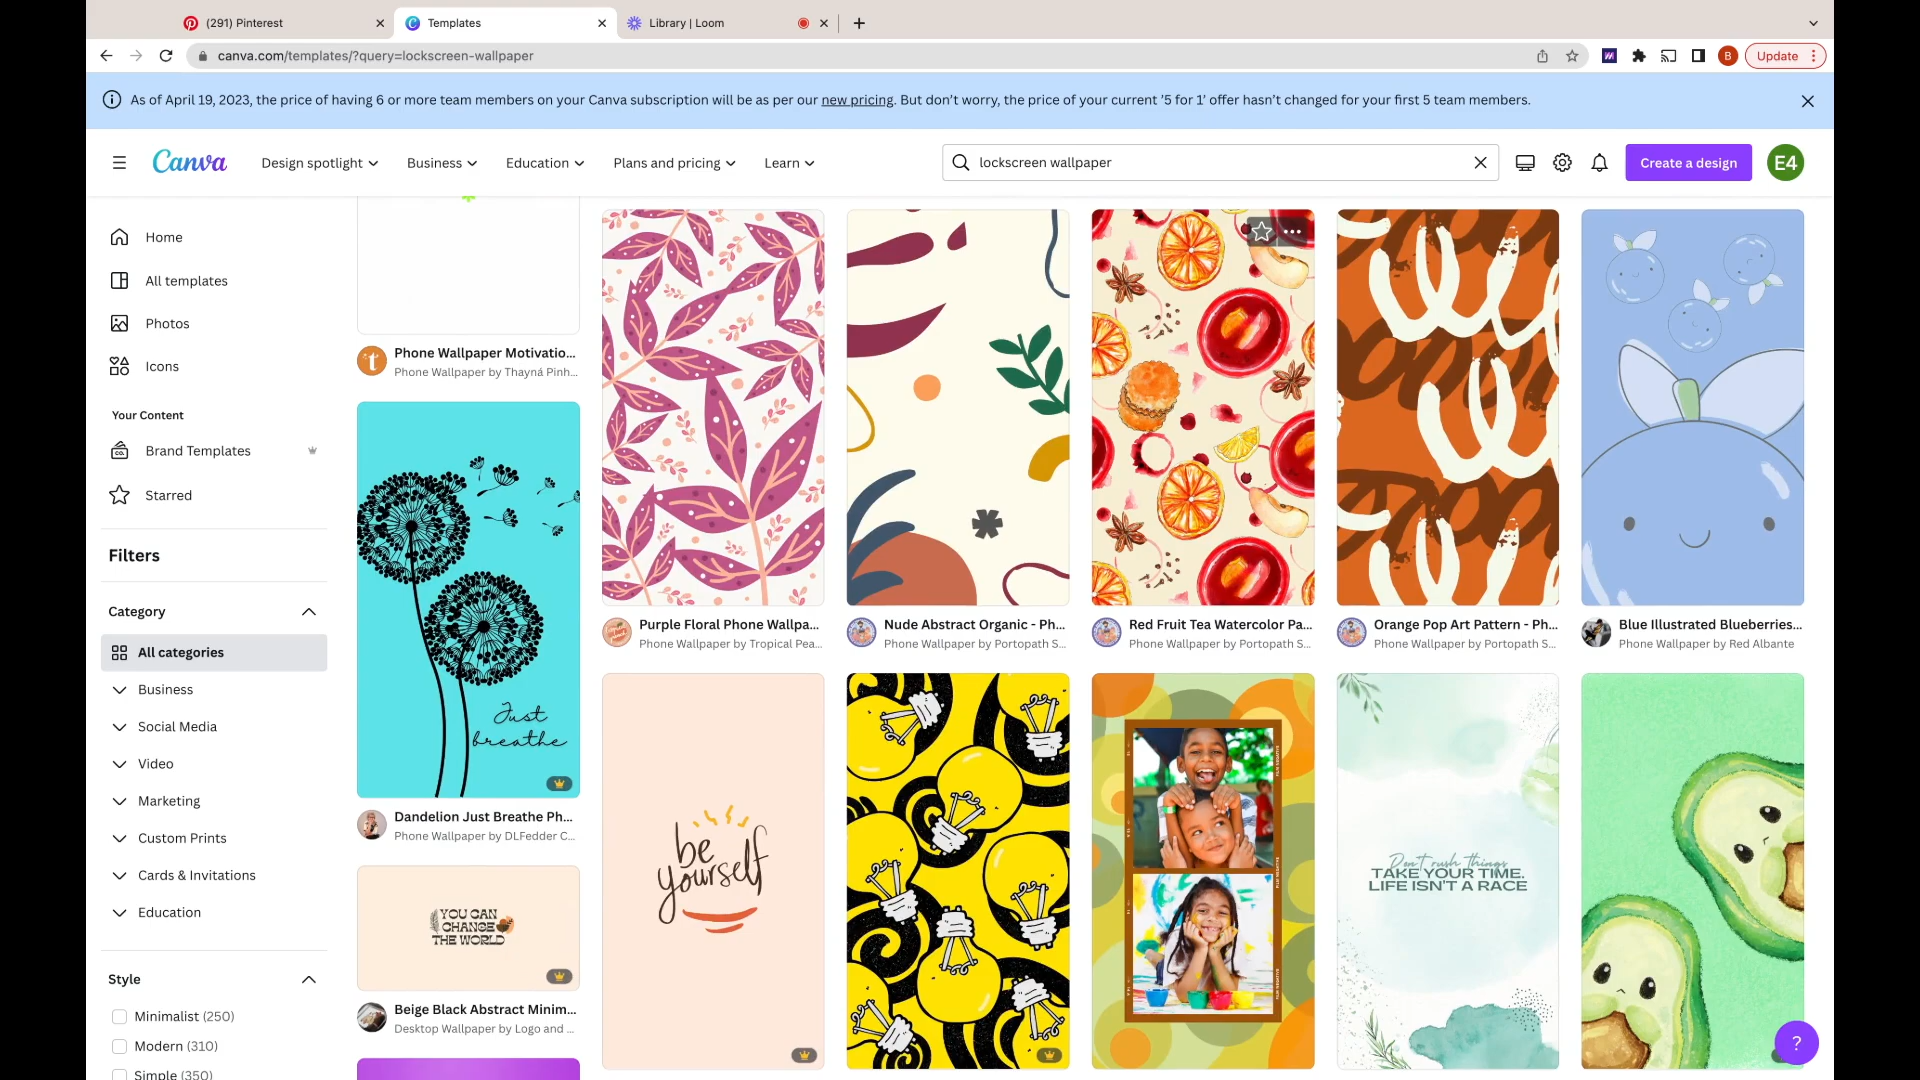 (291) Pinterest
Templates
Library | Loom
canva.com/templates/?query=lockscreen-wallpaper
B
Update
As of April 19, 2023, the price of having 6 or more team members on your Canva subscription will be as per our new pricing. But don't worry, the price of your current '5 for 1' offer hasn't changed for your first 5 team members.
Canva
Design spotlight
Business
Education
Plans and pricing
Learn
lockscreen wallpaper
Create a design
E4
Home
All templates
Photos
Icons
Your Content
Brand Templates
Starred
Filters
Category
All categories
Business
Social Media
Video
Marketing
Custom Prints
Cards & Invitations
Education
Style
Minimalist (250)
Modern (310)
Simple (350)
t
Phone Wallpaper Motivatio...
Phone Wallpaper by Thayná Pinh...
Just
breathe
Dandelion Just Breathe Ph...
Phone Wallpaper by DLFedder C...
YOU CAN
CHANGE
THE WORLD
Beige Black Abstract Minim...
Desktop Wallpaper by Logo and ...
Purple Floral Phone Wallpa...
Phone Wallpaper by Tropical Pea...
Nude Abstract Organic - Ph...
Phone Wallpaper by Portopath S...
Red Fruit Tea Watercolor Pa...
Phone Wallpaper by Portopath S...
Orange Pop Art Pattern - Ph...
Phone Wallpaper by Portopath S...
Blue Illustrated Blueberries...
Phone Wallpaper by Red Albante
be
yourself
Don't rush things
TAKE YOUR TIME.
LIFE ISN'T A RACE
?